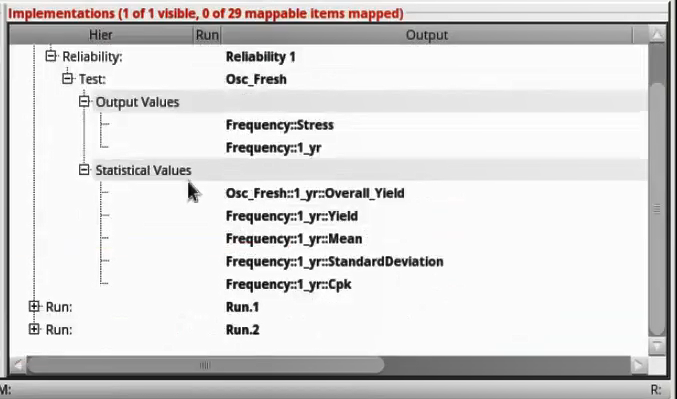 Implementations (1 of 1 visible, 0 of 29 mappable items mapped)
Hier Run Output
Reliability: Reliability 1
Test: Osc_Fresh
Output Values
Frequency::Stress
Frequency::1_yr
Statistical Values
Osc_Fresh::1_yr::Overall_Yield
Frequency::1_yr::Yield
Frequency::1_yr::Mean
Frequency::1_yr::StandardDeviation
Frequency::1_yr::Cpk
Run: Run.1
Run: Run.2
M: R: